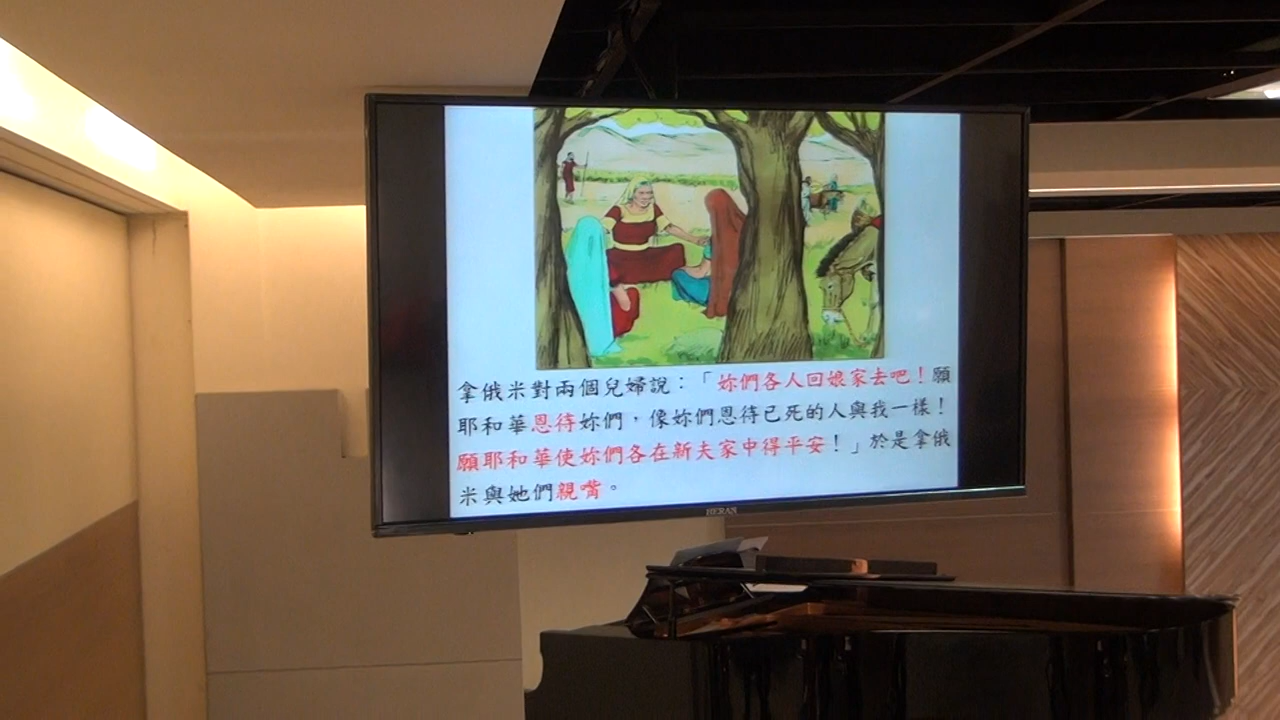 拿俄米對兩個兒婦說：「妳們各人回娘家去吧！願
耶和華恩待妳們，像妳們恩待已死的人與我一樣！
願耶和華使妳們各在新夫家中得平安！」於是拿俄
米與她們親嘴。
HERAN